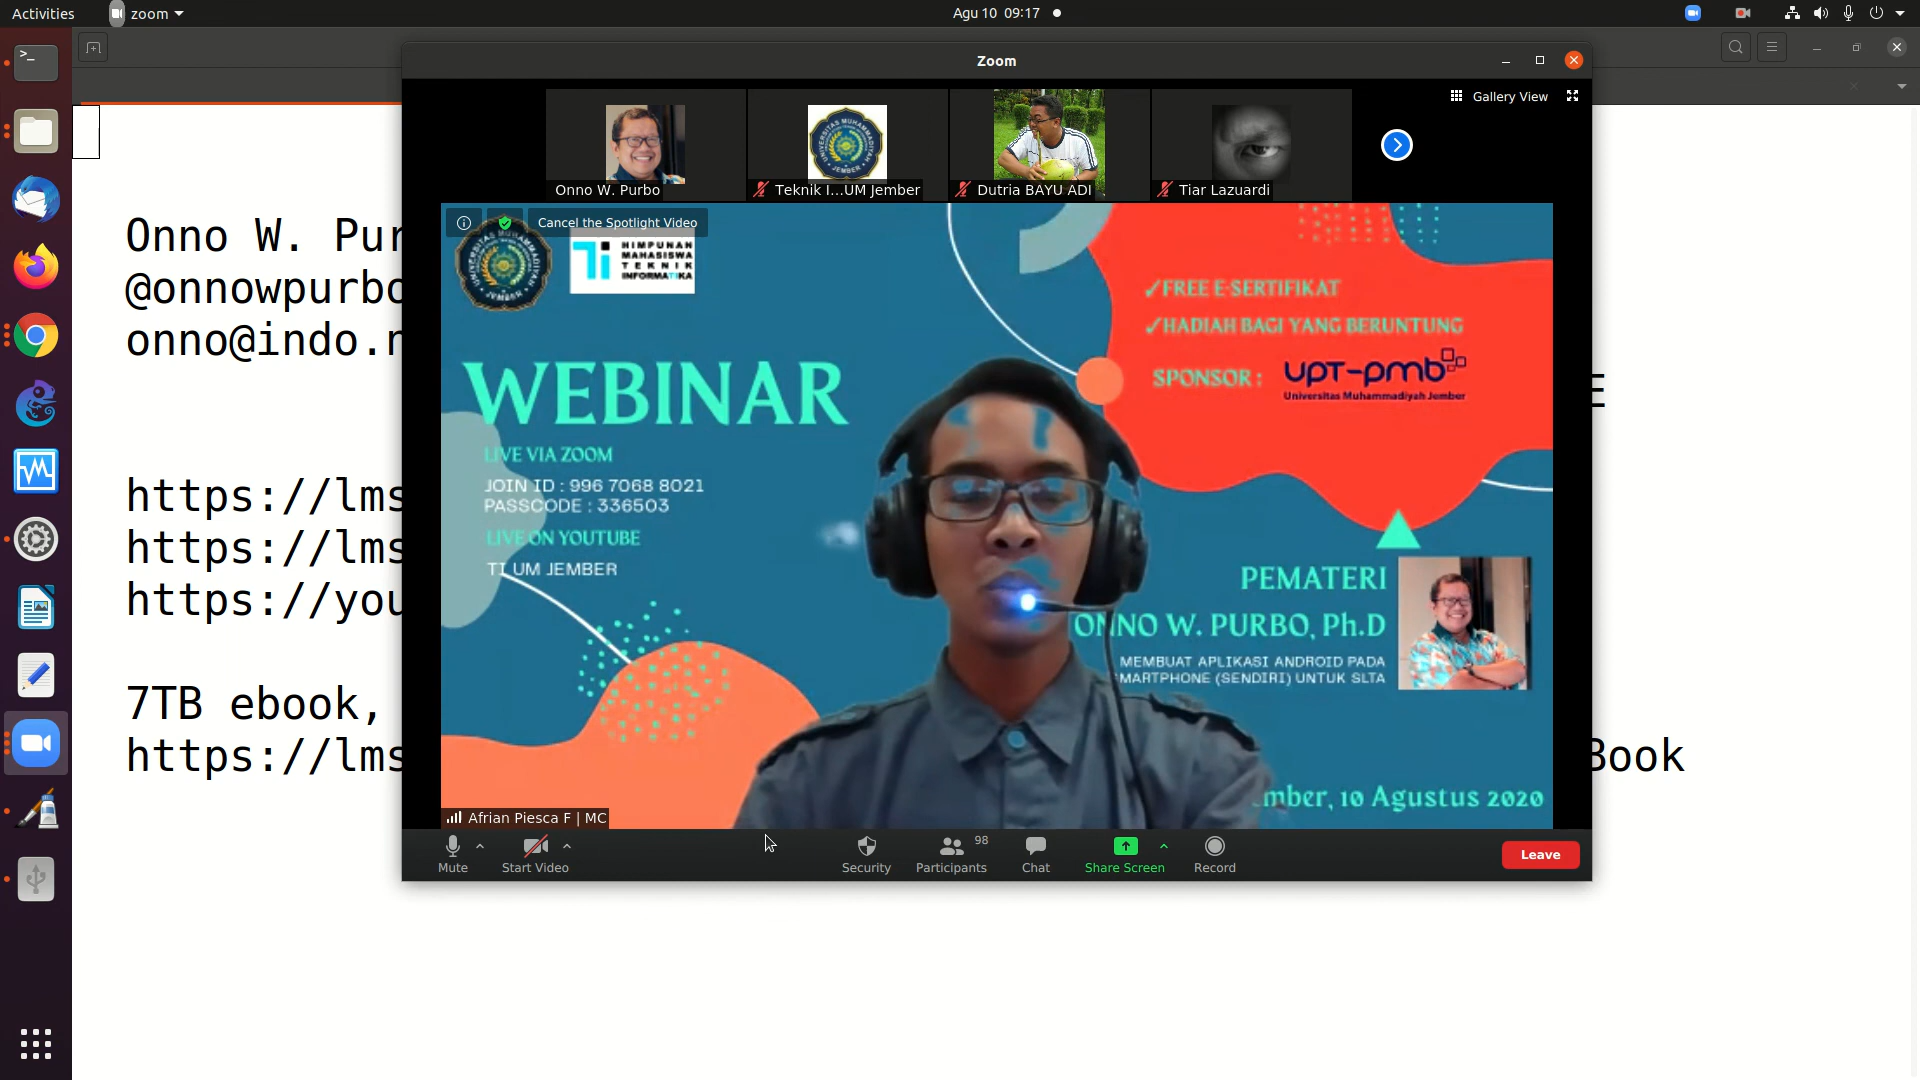 Activities
zoom
Agu 10 09:17
Zoom
Gallery View
Onno W. Purbo
Teknik I...UM Jember
Dutria BAYU ADI
Tiar Lazuardi
Cancel the Spotlight Video
UNIVERSITAS MUHAMMADIYAH
JEMBER
HIMPUNAN
MAHASISWA
TEKNIK
INFORMATIKA
✓FREE E-SERTIFIKAT
✓HADIAH BAGI YANG BERUNTUNG
SPONSOR :
UPT-pmb
Universitas Muhammadiyah Jember
WEBINAR
LIVE VIA ZOOM
JOIN ID : 996 7068 8021
PASSCODE : 336503
LIVE ON YOUTUBE
TI UM JEMBER
PEMATERI
ONNO W. PURBO, Ph.D
MEMBUAT APLIKASI ANDROID PADA
MARTPHONE (SENDIRI) UNTUK SLTA
mber, 10 Agustus 2020
Afrian Piesca F | MC
Mute
Start Video
Security
Participants
98
Chat
Share Screen
Record
Leave
Onno W. Pur
@onnowpurbo
onno@indo.n
E
https://lms
https://lms
https://you
7TB ebook,
https://lms
Book